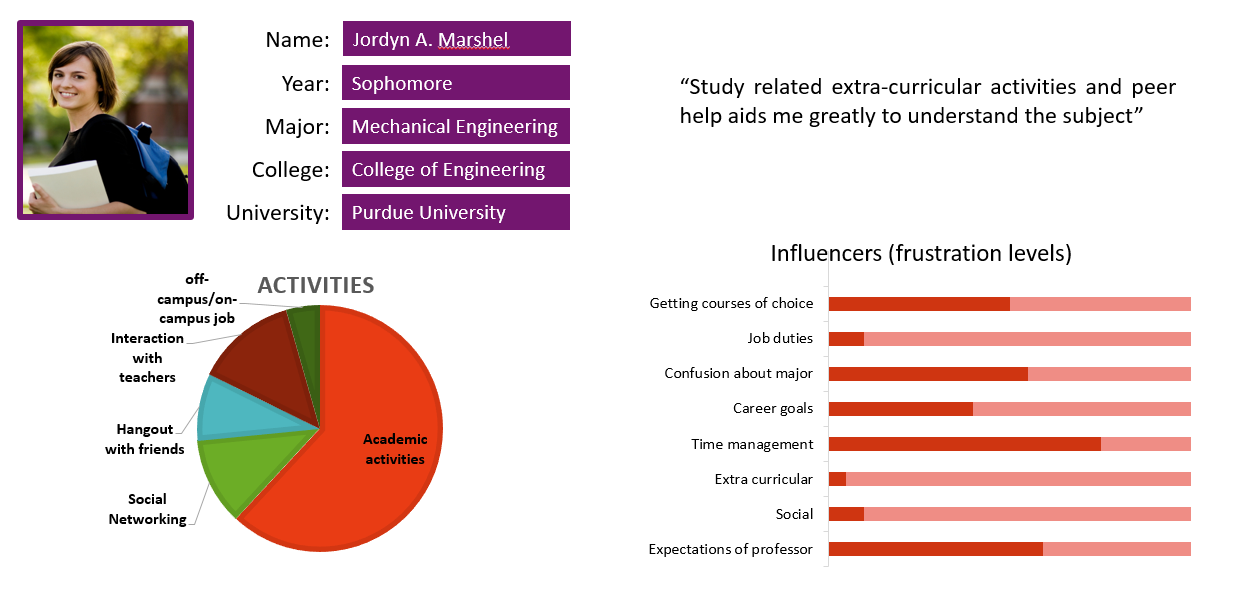 Name: Jordyn A. Marshel
Year: Sophomore
Major: Mechanical Engineering
College: College of Engineering
University: Purdue University
“Study related extra-curricular activities and peer
help aids me greatly to understand the subject”
ACTIVITIES
off-
campus/on-
campus job
Interaction
with
teachers
Hangout
with friends
Social
Networking
Academic
activities
Influencers (frustration levels)
Getting courses of choice
Job duties
Confusion about major
Career goals
Time management
Extra curricular
Social
Expectations of professor